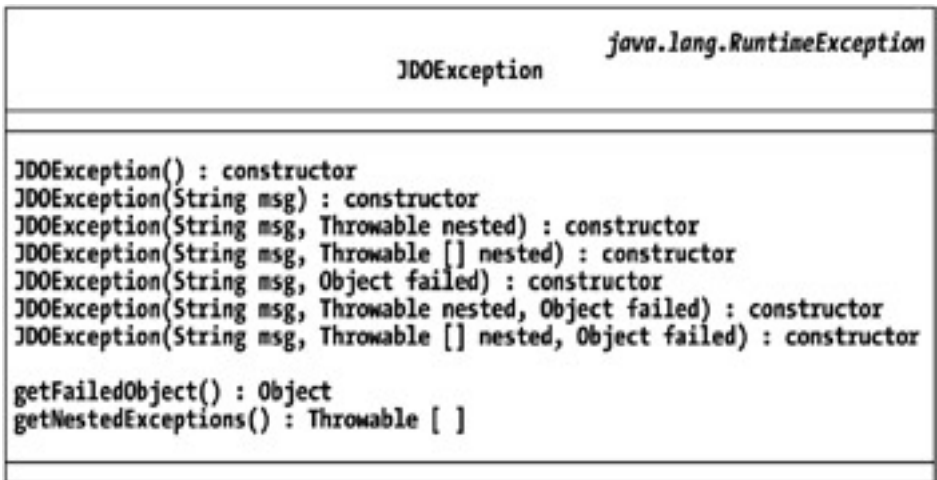 java.lang.RuntimeException
JDOException
JDOException() : constructor
JDOException(String msg) : constructor
JDOException(String msg, Throwable nested) : constructor
JDOException(String msg, Throwable [] nested) : constructor
JDOException(String msg, Object failed) : constructor
JDOException(String msg, Throwable nested, Object failed) : constructor
JDOException(String msg, Throwable [] nested, Object failed) : constructor
getFailedObject() : Object
getNestedExceptions() : Throwable [ ]